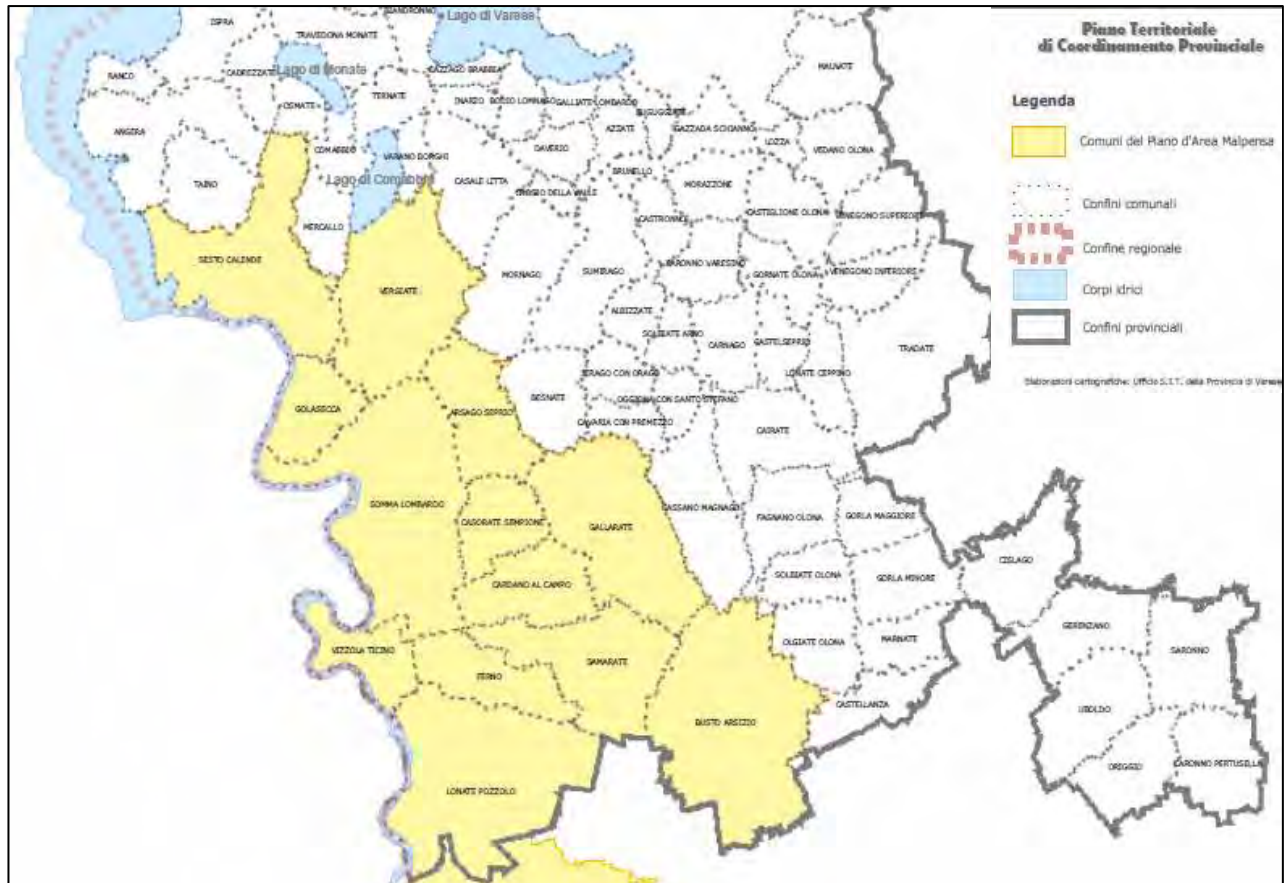 Piano Territoriale
di Coordinamento Provinciale
Legenda
Comuni del Piano d'Area Malpensa
Confini comunali
Confine regionale
Corpi idrici
Confini provinciali
Elaborazioni cartografiche: Ufficio S.I.T. della Provincia di Varese
Lago di Varese
ISPRA
TRAVEDONA MONATE
MALNATE
RANCO
CADREZZATE
Lago di Monate
CAZZAGO BRABBIA
TERNATE
INARZO
GALLIATE LOMBARDO
OSMATE
ANGERA
AZZATE
GAZZADA SCHIANNO
LOZZA
VEDANO OLONA
COMABBIO
VARANO BORGHI
DAVERIO
BRUNELLO
MORAZZONE
TAINO
Lago di Comabbio
CASALE LITTA
CROSIO DELLA VALLE
CASTIGLIONE OLONA
VENEGONO SUPERIORE
CASTRONNO
MERCALLO
SESTO CALENDE
MORNAGO
SUMIRAGO
CARONNO VARESINO
GORNATE OLONA
VENEGONO INFERIORE
VERGIATE
ALBIZZATE
SOLBIATE ARNO
CARNAGO
CASTELSEPRIO
TRADATE
LONATE CEPPINO
JERAGO CON ORAGO
GOLASECCA
ARSAGO SEPRIO
BESNATE
OGGIONA CON SANTO STEFANO
CAVARIA CON PREMEZZO
CAIRATE
SOMMA LOMBARDO
CASSANO MAGNAGO
FAGNANO OLONA
GORLA MAGGIORE
CASORATE SEMPIONE
GALLARATE
CISLAGO
SOLBIATE OLONA
GORLA MINORE
CARDANO AL CAMPO
GERENZANO
OLGIATE OLONA
MARNATE
SARONNO
VIZZOLA TICINO
SAMARATE
FERNO
CASTELLANZA
UBOLDO
BUSTO ARSIZIO
ORIGGIO
CARONNO PERTUSELLA
LONATE POZZOLO